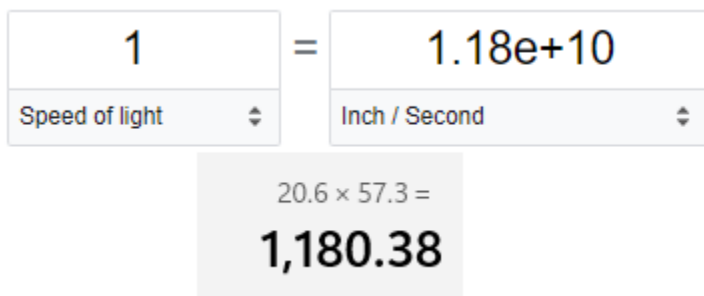 1 = 1.18e+10
Speed of light Inch / Second
20.6 × 57.3 =
1,180.38